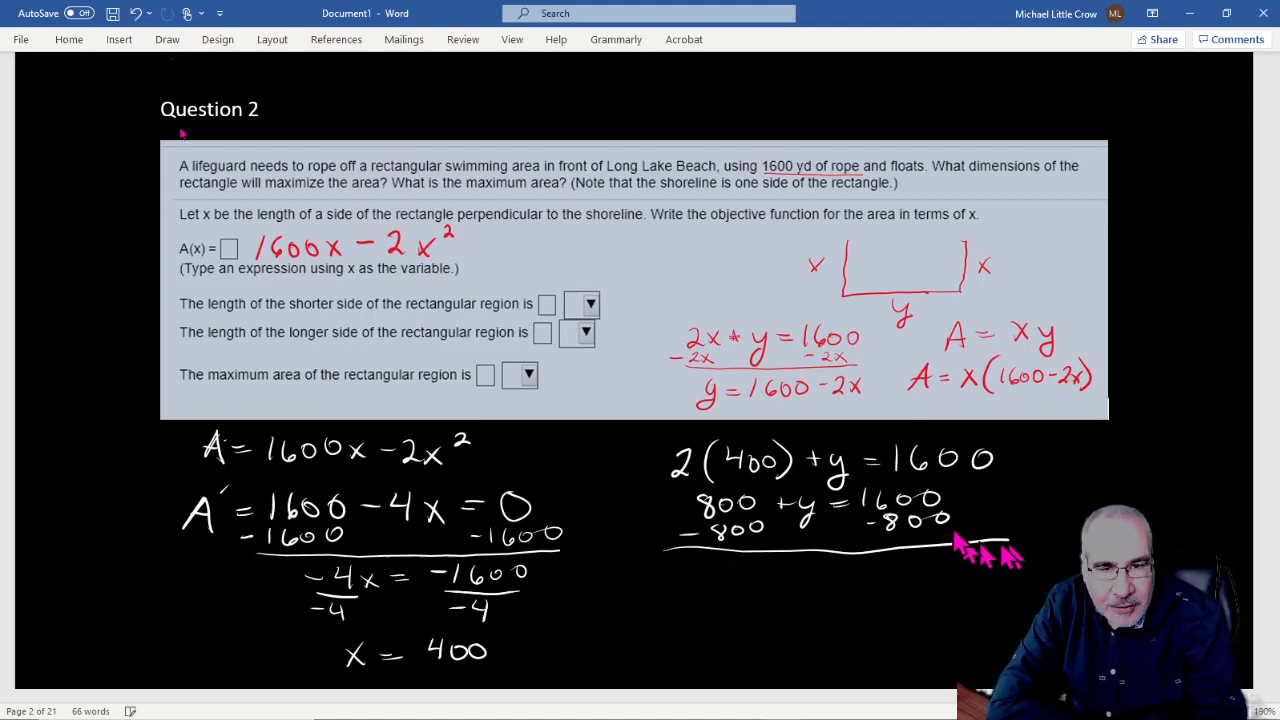 AutoSave Off Document1 - Word Search Michael Little Crow ML
File Home Insert Draw Design Layout References Mailings Review View Help Grammarly Acrobat Share Comments
Question 2
A lifeguard needs to rope off a rectangular swimming area in front of Long Lake Beach, using 1600 yd of rope and floats. What dimensions of the
rectangle will maximize the area? What is the maximum area? (Note that the shoreline is one side of the rectangle.)
Let x be the length of a side of the rectangle perpendicular to the shoreline. Write the objective function for the area in terms of x.
A(x) = 1600x - 2x²
(Type an expression using x as the variable.)
x x
y
The length of the shorter side of the rectangular region is
The length of the longer side of the rectangular region is
The maximum area of the rectangular region is
2x + y = 1600
-2x -2x
y = 1600 - 2x
A = xy
A = x(1600-2x)
A = 1600x - 2x²
A' = 1600 - 4x = 0
-1600 -1600
-4x = -1600
-4 -4
x = 400
2(400) + y = 1600
800 + y = 1600
-800 -800
Page 2 of 21 66 words 190%